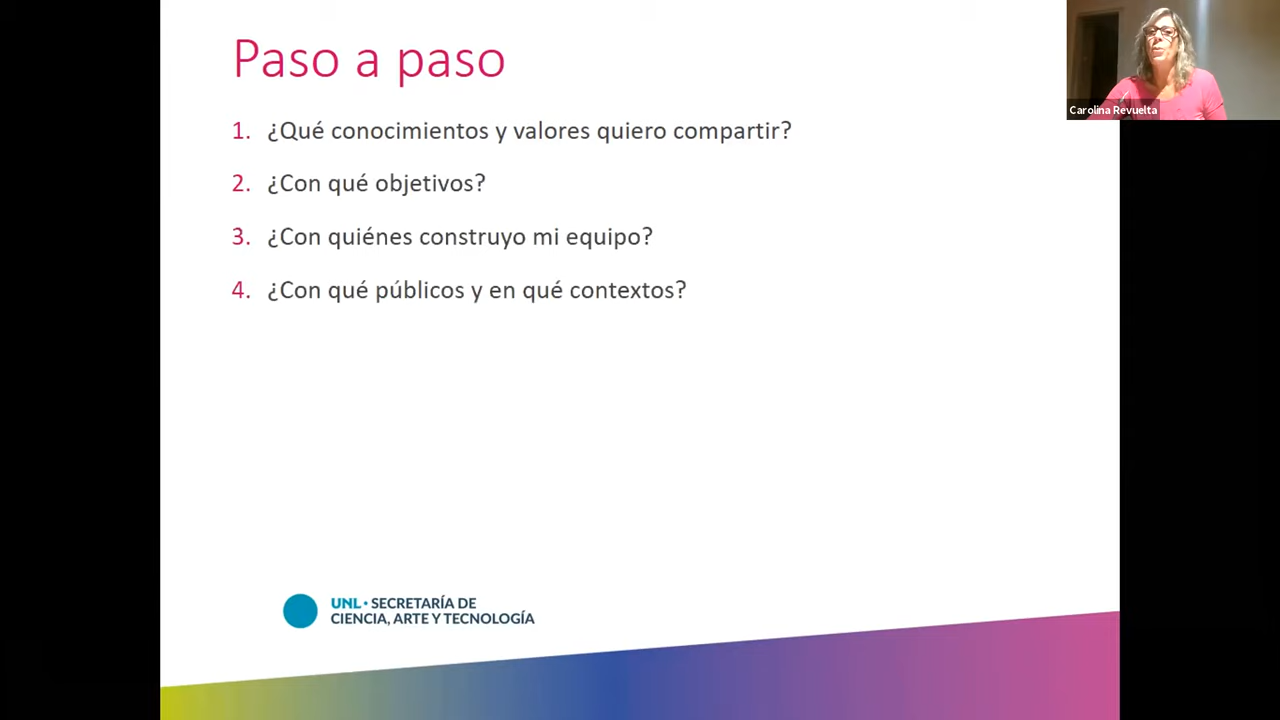 Paso a paso
1. ¿Qué conocimientos y valores quiero compartir?
2. ¿Con qué objetivos?
3. ¿Con quiénes construyo mi equipo?
4. ¿Con qué públicos y en qué contextos?
Carolina Revuelta
UNL • SECRETARÍA DE
CIENCIA, ARTE Y TECNOLOGÍA